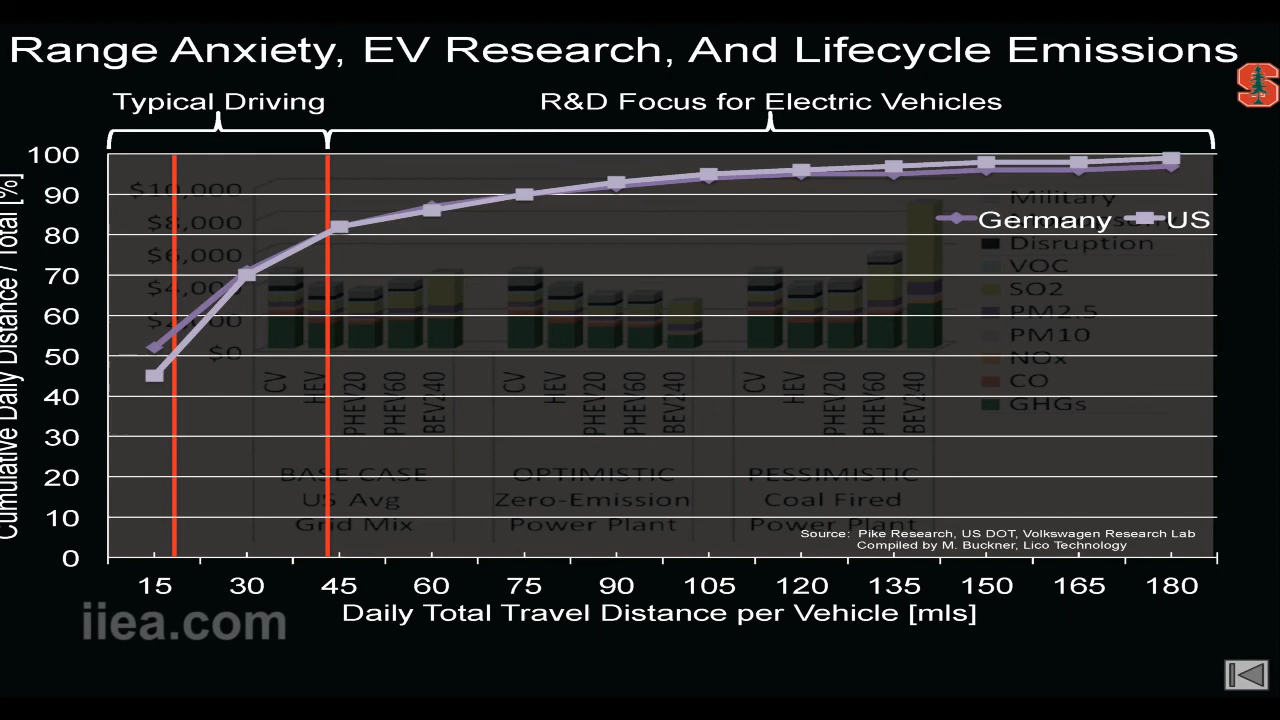 Range Anxiety, EV Research, And Lifecycle Emissions
Typical Driving
R&D Focus for Electric Vehicles
Cumulative Daily Distance / Total [%]
100
90
80
70
60
50
40
30
20
10
0
Germany US
$10,000
$8,000
$6,000
$0
Military
Disruption
VOC
SO2
PM2.5
PM10
NOx
CO
GHGs
CV HEV PHEV20 PHEV60 BEV240
CV HEV PHEV20 PHEV60 BEV240
CV HEV PHEV20 PHEV60 BEV240
BASE CASE
US Avg
Grid Mix
OPTIMISTIC
Zero-Emission
Power Plant
PESSIMISTIC
Coal Fired
Power Plant
Source: Pike Research, US DOT, Volkswagen Research Lab
Compiled by M. Buckner, Lico Technology
15 30 45 60 75 90 105 120 135 150 165 180
Daily Total Travel Distance per Vehicle [mls]
iiea.com
S